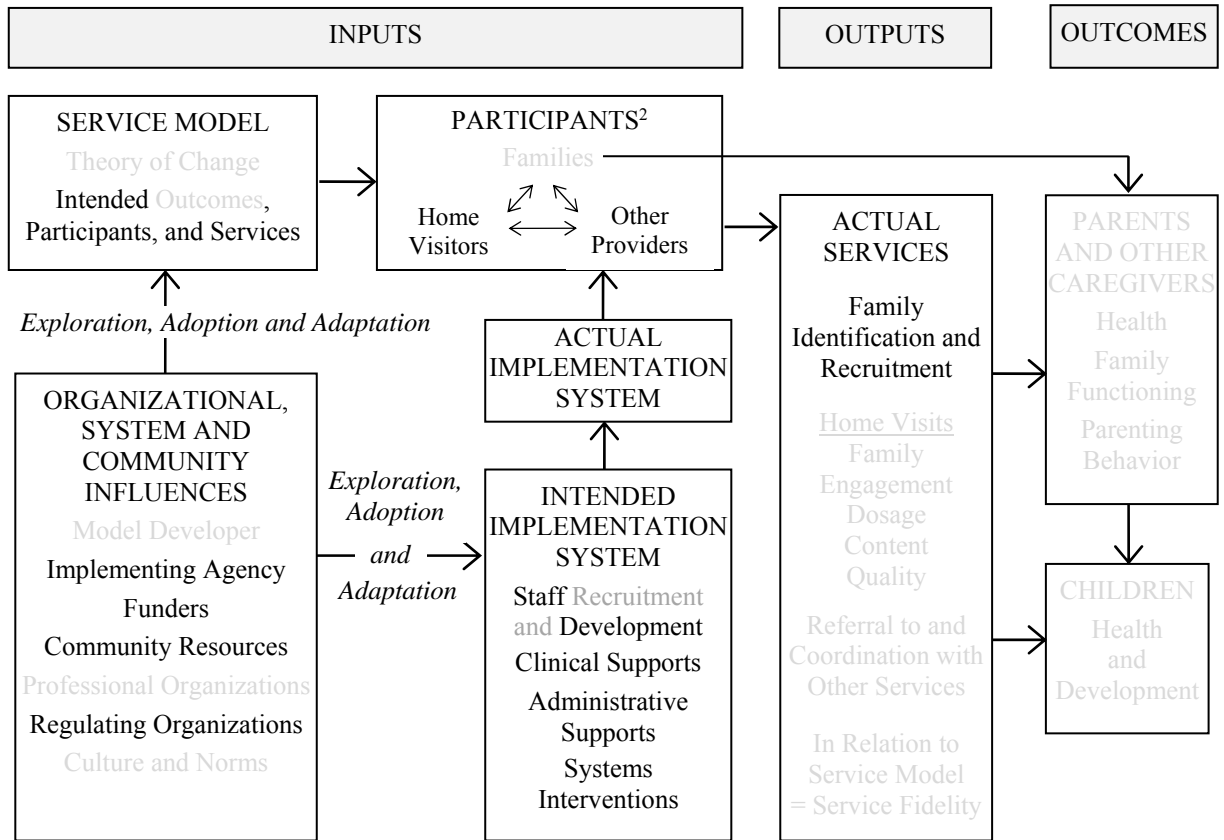 INPUTS
OUTPUTS
OUTCOMES
SERVICE MODEL
Theory of Change
Intended Outcomes,
Participants, and Services
PARTICIPANTS²
Families
Home
Visitors
Other
Providers
Exploration, Adoption and Adaptation
ORGANIZATIONAL,
SYSTEM AND
COMMUNITY
INFLUENCES
Model Developer
Implementing Agency
Funders
Community Resources
Professional Organizations
Regulating Organizations
Culture and Norms
Exploration,
Adoption
and
Adaptation
ACTUAL
IMPLEMENTATION
SYSTEM
INTENDED
IMPLEMENTATION
SYSTEM
Staff Recruitment
and Development
Clinical Supports
Administrative
Supports
Systems
Interventions
ACTUAL
SERVICES
Family
Identification and
Recruitment
Home Visits
Family
Engagement
Dosage
Content
Quality
Referral to and
Coordination with
Other Services
In Relation to
Service Model
= Service Fidelity
PARENTS
AND OTHER
CAREGIVERS
Health
Family
Functioning
Parenting
Behavior
CHILDREN
Health
and
Development